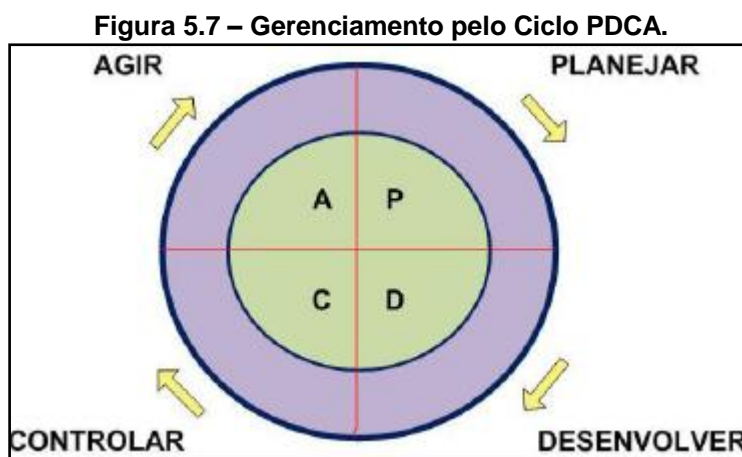 Figura 5.7 – Gerenciamento pelo Ciclo PDCA.
AGIR PLANEJAR
A P
C D
CONTROLAR DESENVOLVER